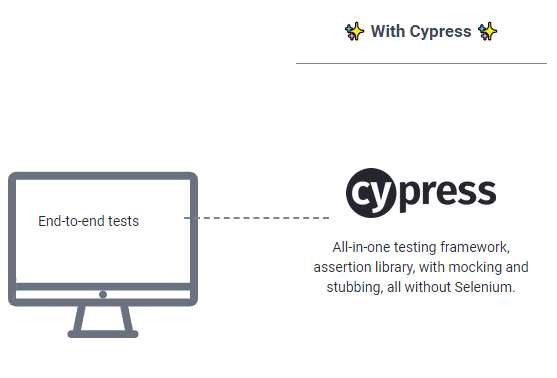 ✨ With Cypress ✨
End-to-end tests
cypress
All-in-one testing framework,
assertion library, with mocking and
stubbing, all without Selenium.